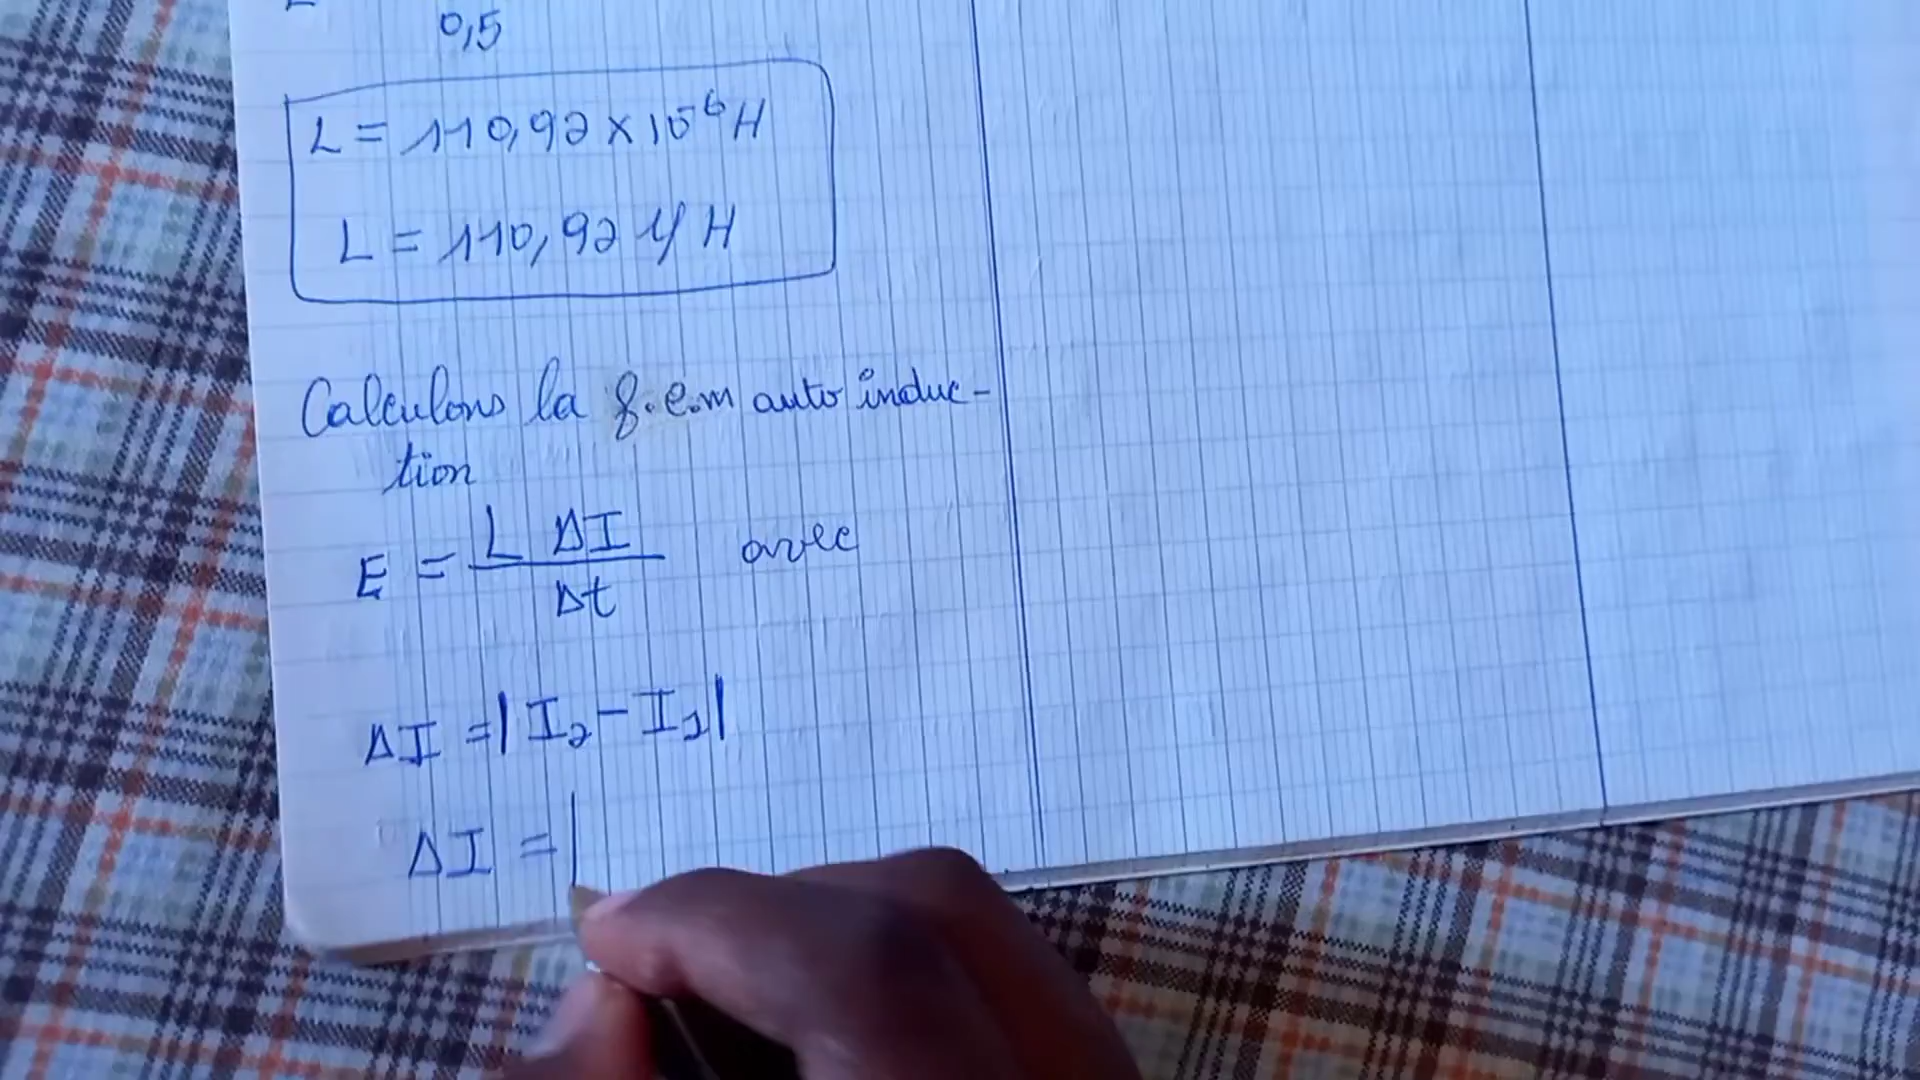 0,5
L = 110,92 x 10⁻⁶ H
L = 110,92 µH
Calculons la f.e.m auto induc-
tion
E = L ΔI / Δt avec
ΔI = |I₂ - I₁|
ΔI = |